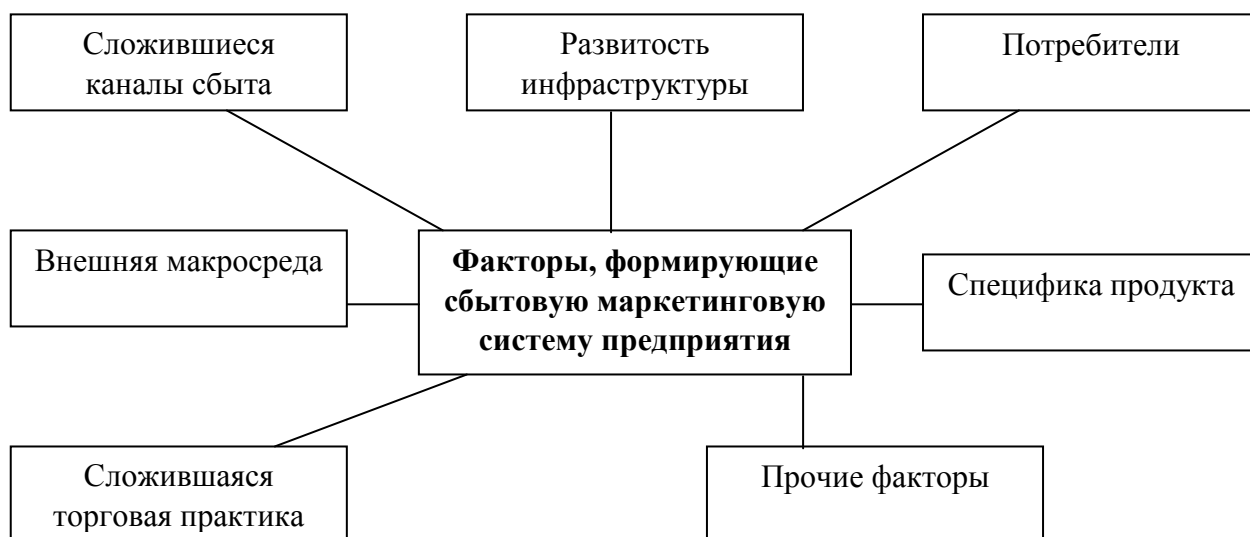 Сложившиеся
каналы сбыта
Развитость
инфраструктуры
Потребители
Внешняя макросреда
Факторы, формирующие
сбытовую маркетинговую
систему предприятия
Специфика продукта
Сложившаяся
торговая практика
Прочие факторы